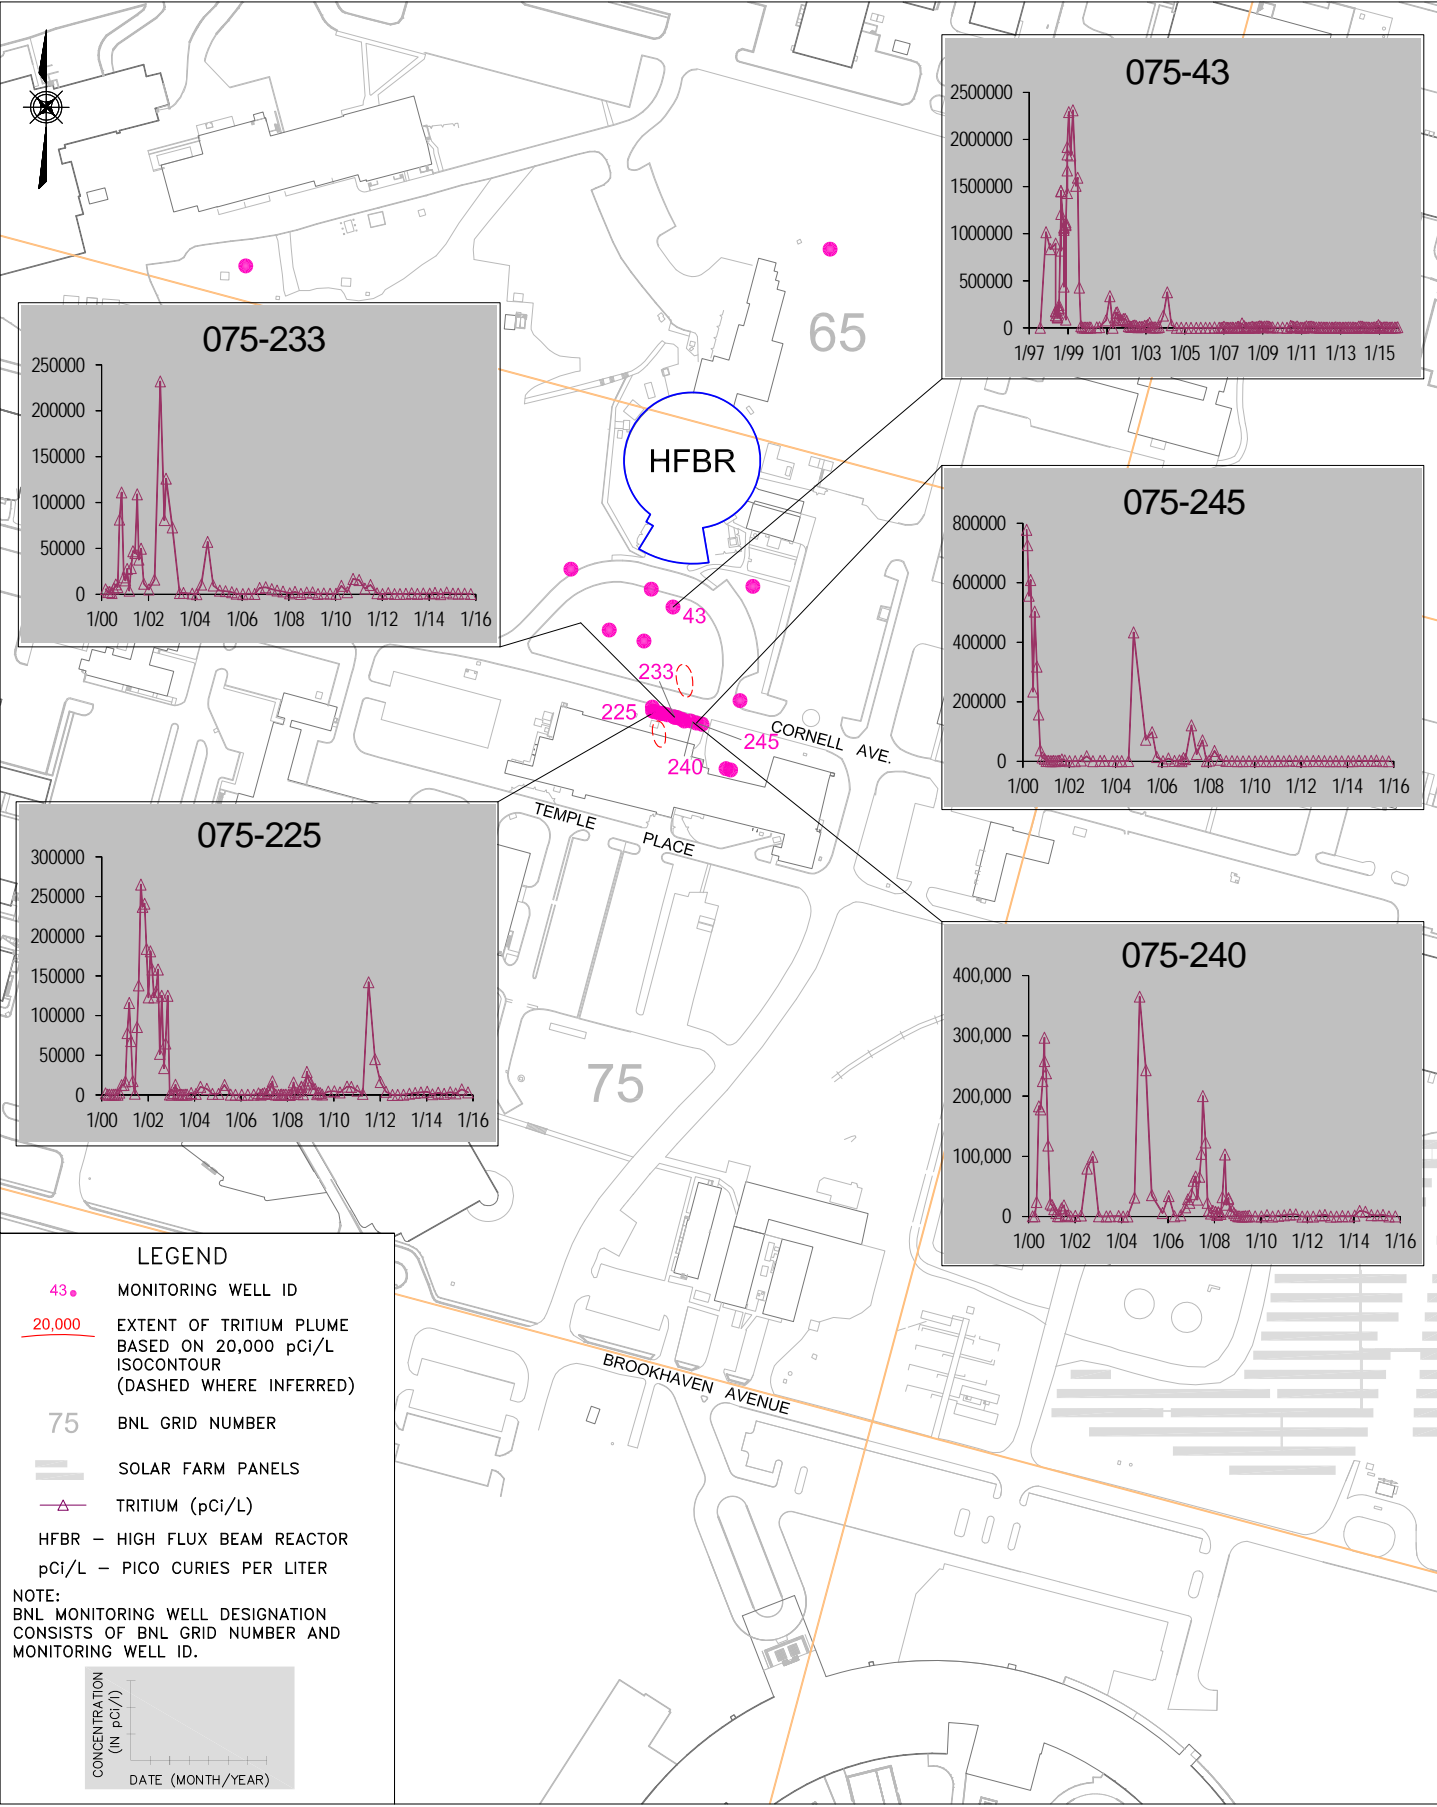 075-43
2500000
2000000
1500000
1000000
500000
0
1/97 1/99 1/01 1/03 1/05 1/07 1/09 1/11 1/13 1/15
65
075-233
250000
200000
150000
100000
50000
0
1/00 1/02 1/04 1/06 1/08 1/10 1/12 1/14 1/16
HFBR
075-245
800000
600000
400000
200000
0
1/00 1/02 1/04 1/06 1/08 1/10 1/12 1/14 1/16
43
233
225
245
240
CORNELL AVE.
TEMPLE PLACE
075-225
300000
250000
200000
150000
100000
50000
0
1/00 1/02 1/04 1/06 1/08 1/10 1/12 1/14 1/16
075-240
400,000
300,000
200,000
100,000
0
1/00 1/02 1/04 1/06 1/08 1/10 1/12 1/14 1/16
75
BROOKHAVEN AVENUE
LEGEND
43 MONITORING WELL ID
20,000 EXTENT OF TRITIUM PLUME
BASED ON 20,000 pCi/L
ISOCONTOUR
(DASHED WHERE INFERRED)
75 BNL GRID NUMBER
SOLAR FARM PANELS
TRITIUM (pCi/L)
HFBR – HIGH FLUX BEAM REACTOR
pCi/L – PICO CURIES PER LITER
NOTE:
BNL MONITORING WELL DESIGNATION
CONSISTS OF BNL GRID NUMBER AND
MONITORING WELL ID.
CONCENTRATION
(IN pCi/l)
DATE (MONTH/YEAR)